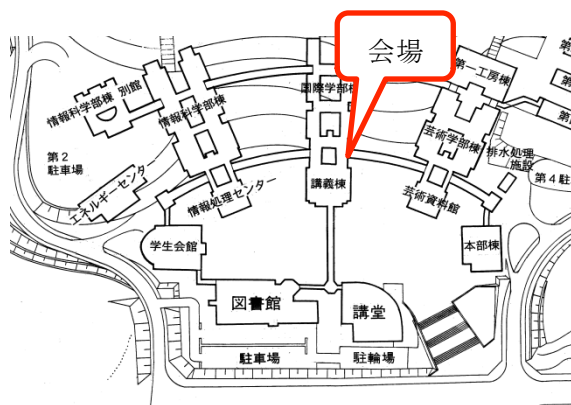 会場
第一工房棟
別館
情報科学部棟
情報科学部棟
国際学部棟
芸術学部棟
排水処理
施設
第2
駐車場
エネルギーセンター
情報処理センター
講義棟
芸術資料館
第4駐
学生会館
本部棟
図書館
講堂
駐車場
駐輪場